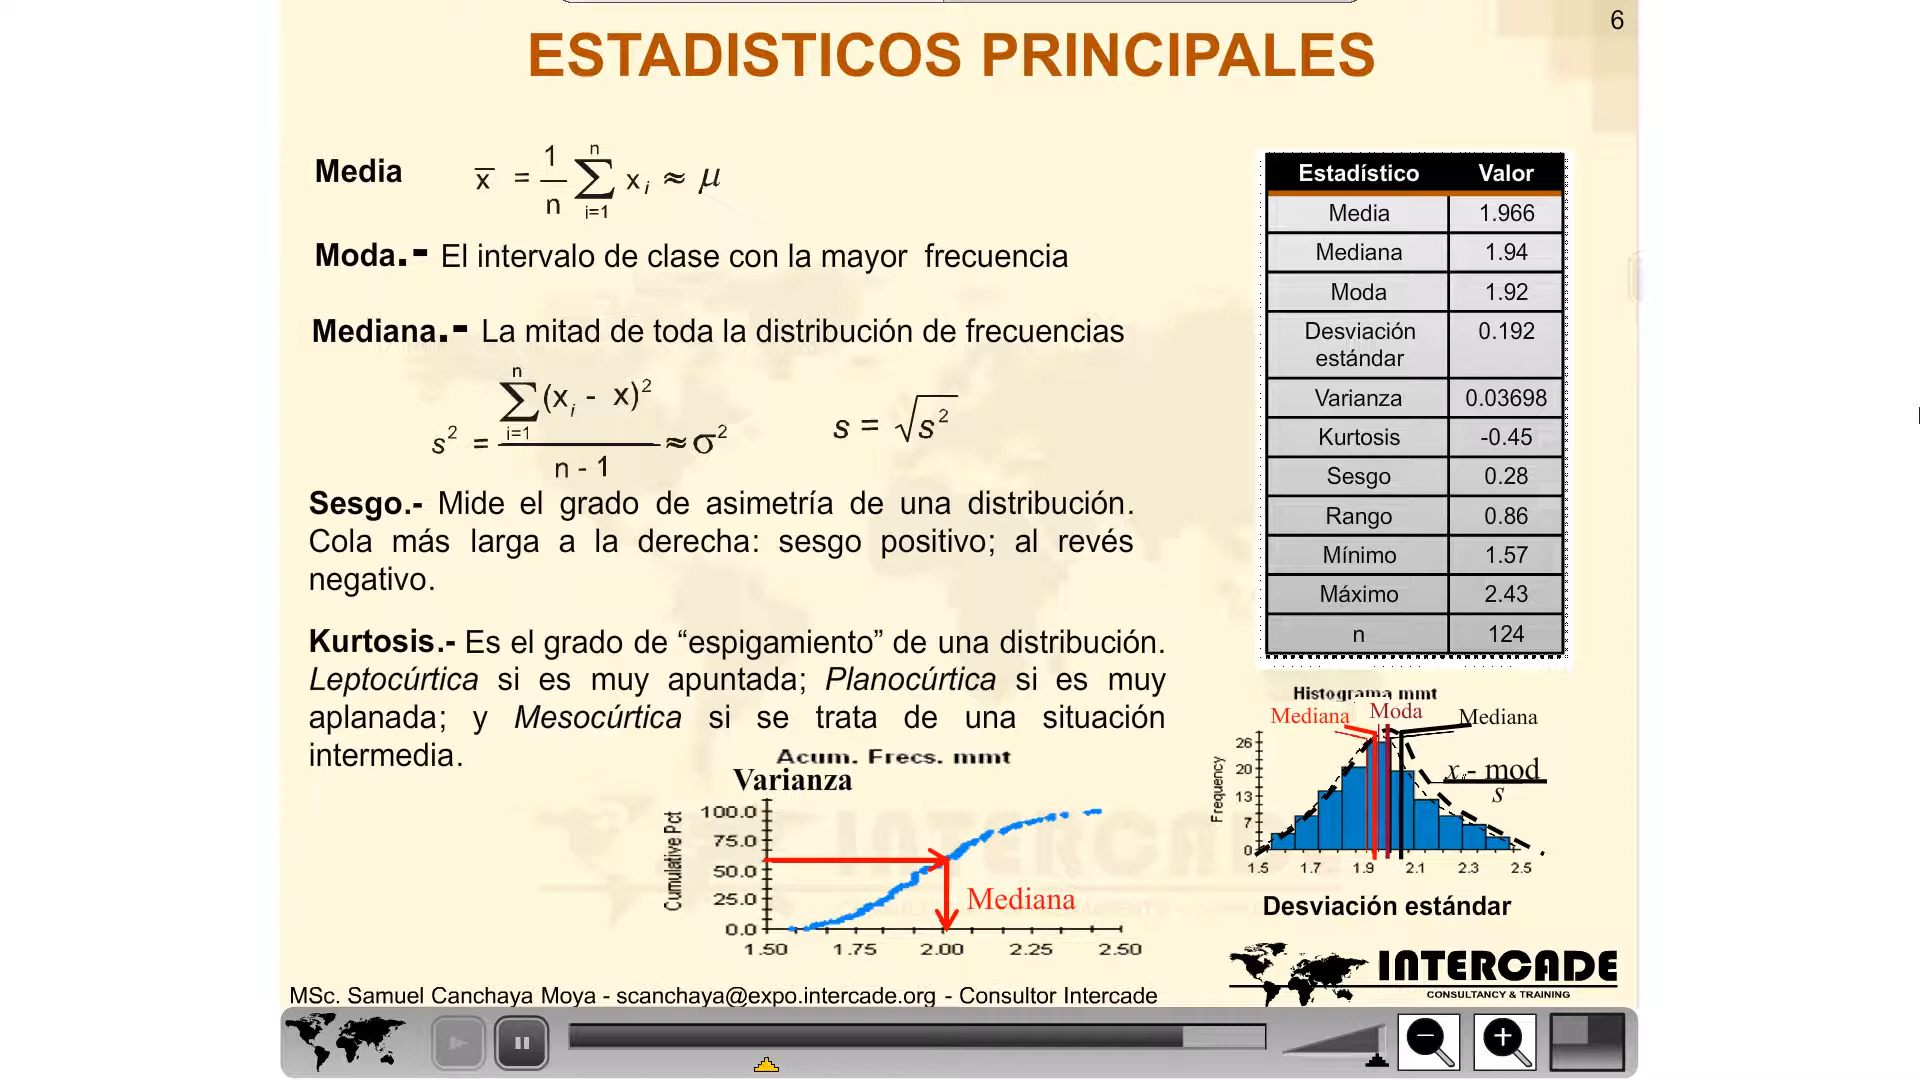 6
ESTADISTICOS PRINCIPALES
Media x̅ = 1/n ∑ i=1 n x i ≈ μ
Moda.- El intervalo de clase con la mayor frecuencia
Mediana.- La mitad de toda la distribución de frecuencias
s² = ∑ i=1 n (x i - x)² / n - 1 ≈ σ² s = √s²
Sesgo.- Mide el grado de asimetría de una distribución.
Cola más larga a la derecha: sesgo positivo; al revés
negativo.
Kurtosis.- Es el grado de “espigamiento” de una distribución.
Leptocúrtica si es muy apuntada; Planocúrtica si es muy
aplanada; y Mesocúrtica si se trata de una situación
intermedia.
Estadístico Valor
Media 1.966
Mediana 1.94
Moda 1.92
Desviación
estándar 0.192
Varianza 0.03698
Kurtosis -0.45
Sesgo 0.28
Rango 0.86
Mínimo 1.57
Máximo 2.43
n 124
Acum. Frecs. mmt
Varianza
Cumulative Pct
100.0
75.0
50.0
25.0
0.0
1.50 1.75 2.00 2.25 2.50
Mediana
Histograma mmt
Mediana Moda Mediana
Frequency
26
20
13
7
0
1.5 1.7 1.9 2.1 2.3 2.5
- mod
s
Desviación estándar
INTERCADE
CONSULTANCY & TRAINING
MSc. Samuel Canchaya Moya - scanchaya@expo.intercade.org - Consultor Intercade